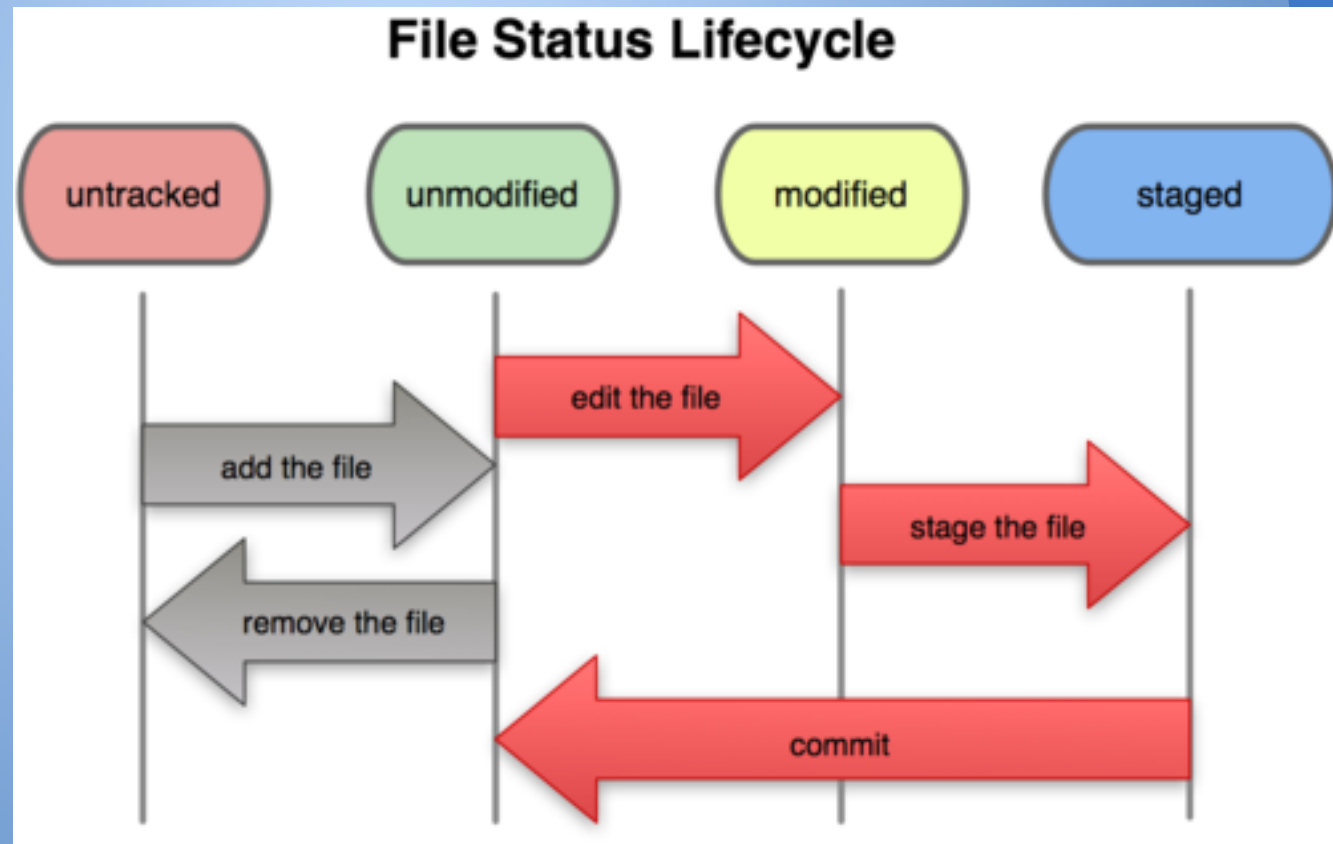 File Status Lifecycle
untracked
unmodified
modified
staged
edit the file
add the file
stage the file
remove the file
commit